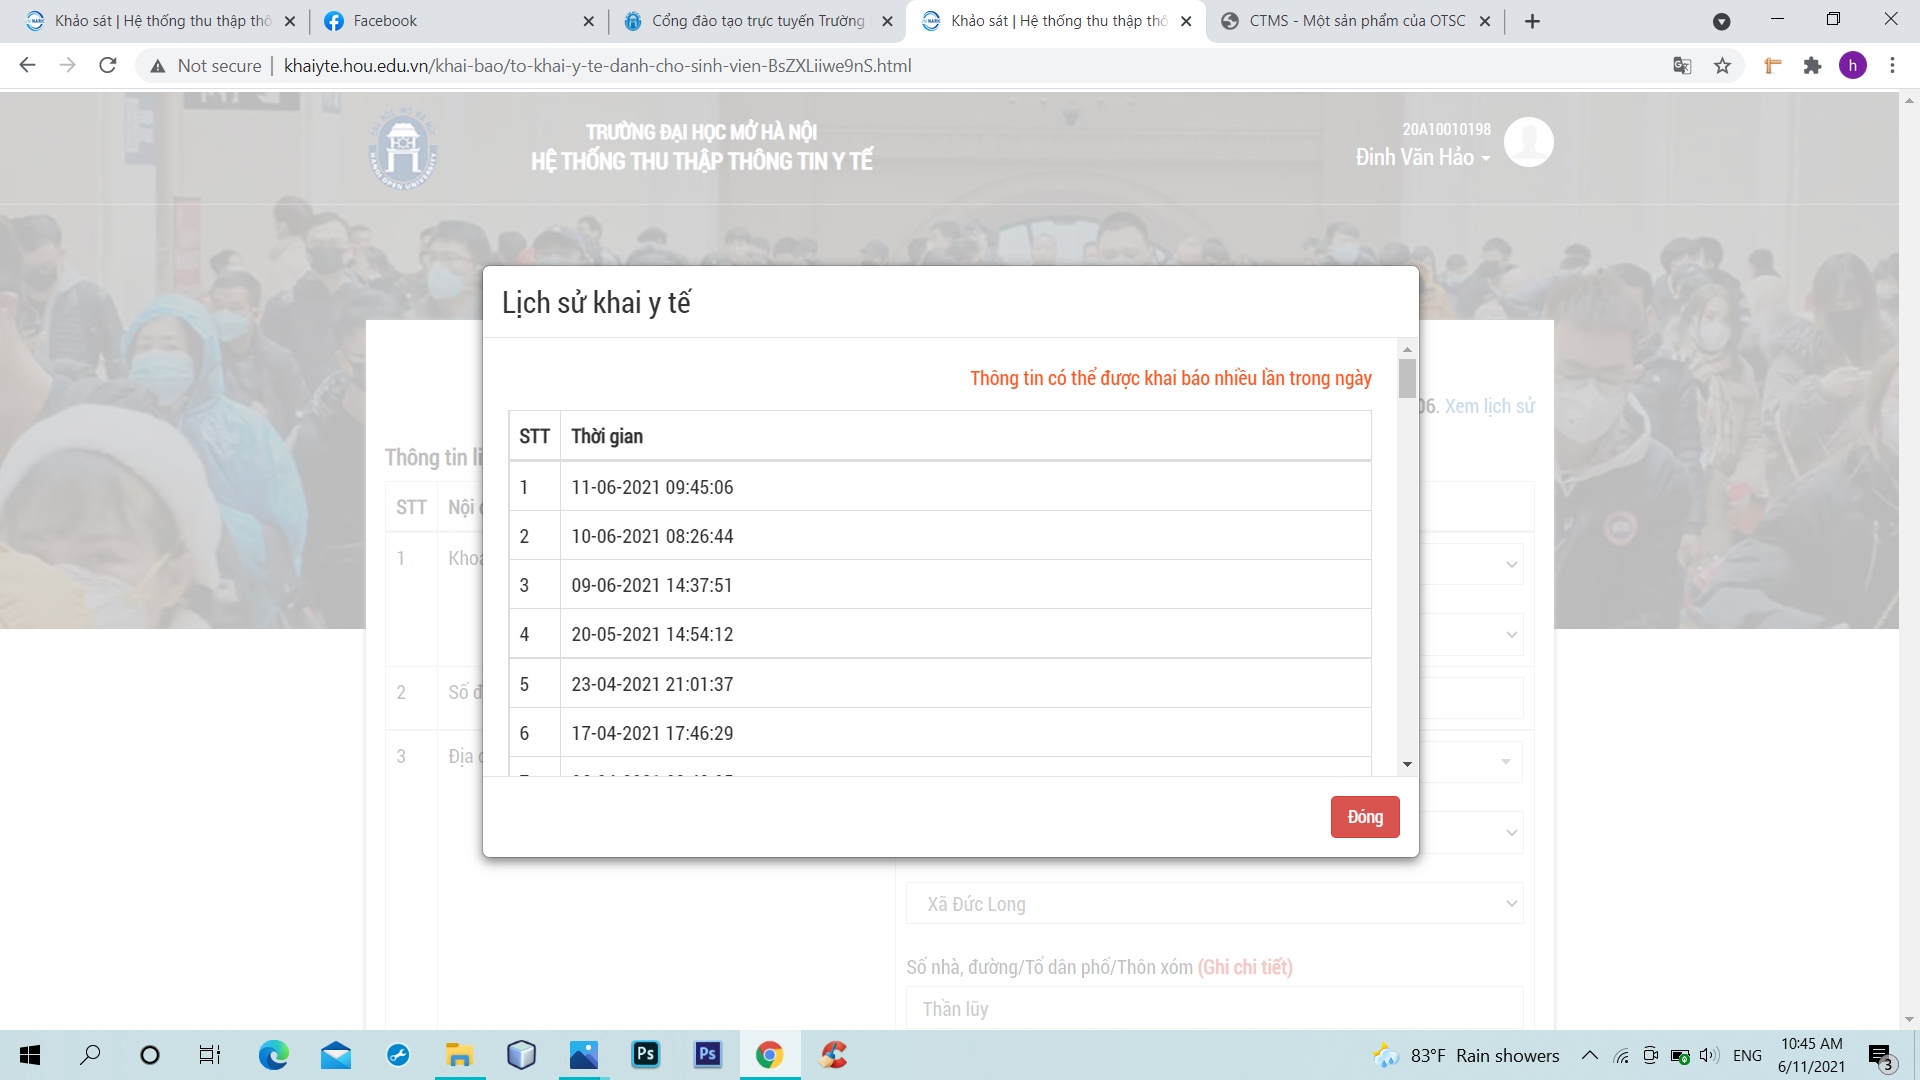 Khảo sát | Hệ thống thu thập thô
Facebook
Cổng đào tạo trực tuyến Trường
Khảo sát | Hệ thống thu thập thô
CTMS - Một sản phẩm của OTSC
Not secure | khaiyte.hou.edu.vn/khai-bao/to-khai-y-te-danh-cho-sinh-vien-BsZXLiiwe9nS.html
h
TRƯỜNG ĐẠI HỌC MỞ HÀ NỘI
HỆ THỐNG THU THẬP THÔNG TIN Y TẾ
HANOI OPEN UNIVERSITY
20A10010198
Đinh Văn Hảo
Lịch sử khai y tế
Thông tin có thể được khai báo nhiều lần trong ngày
06. Xem lịch sử
STT Thời gian
1 11-06-2021 09:45:06
2 10-06-2021 08:26:44
3 09-06-2021 14:37:51
4 20-05-2021 14:54:12
5 23-04-2021 21:01:37
6 17-04-2021 17:46:29
Đóng
Thông tin li
STT Nội
1 Khoa
2 Số đ
3 Địa c
Xã Đức Long
Số nhà, đường/Tổ dân phố/Thôn xóm (Ghi chi tiết)
Thần lũy
Ps
Ps
83°F Rain showers
ENG
10:45 AM
6/11/2021
3